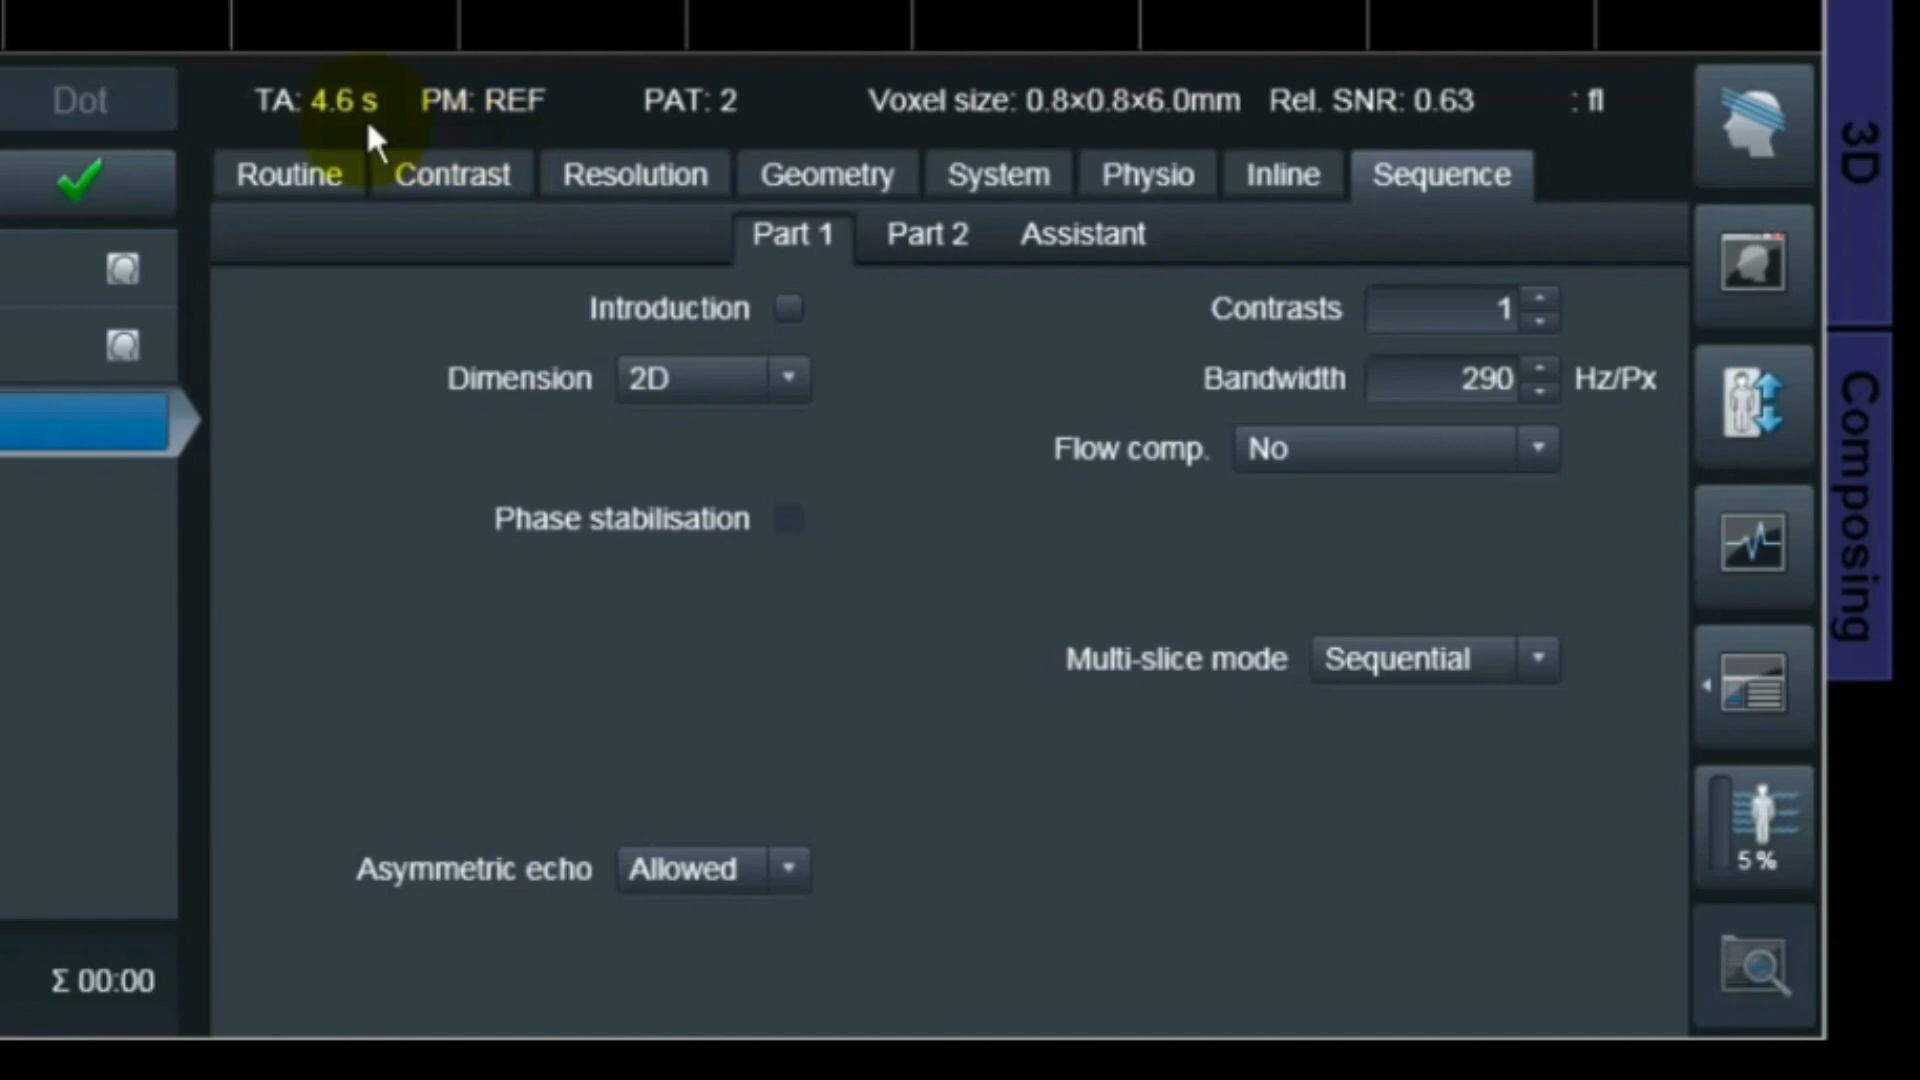 Dot
TA: 4.6 s PM: REF PAT: 2 Voxel size: 0.8×0.8×6.0mm Rel. SNR: 0.63 : fl
Routine Contrast Resolution Geometry System Physio Inline Sequence
Part 1 Part 2 Assistant
Introduction
Contrasts 1
Dimension 2D
Bandwidth 290 Hz/Px
Flow comp. No
Phase stabilisation
Multi-slice mode Sequential
Asymmetric echo Allowed
Σ 00:00
5 %
3D
Composing